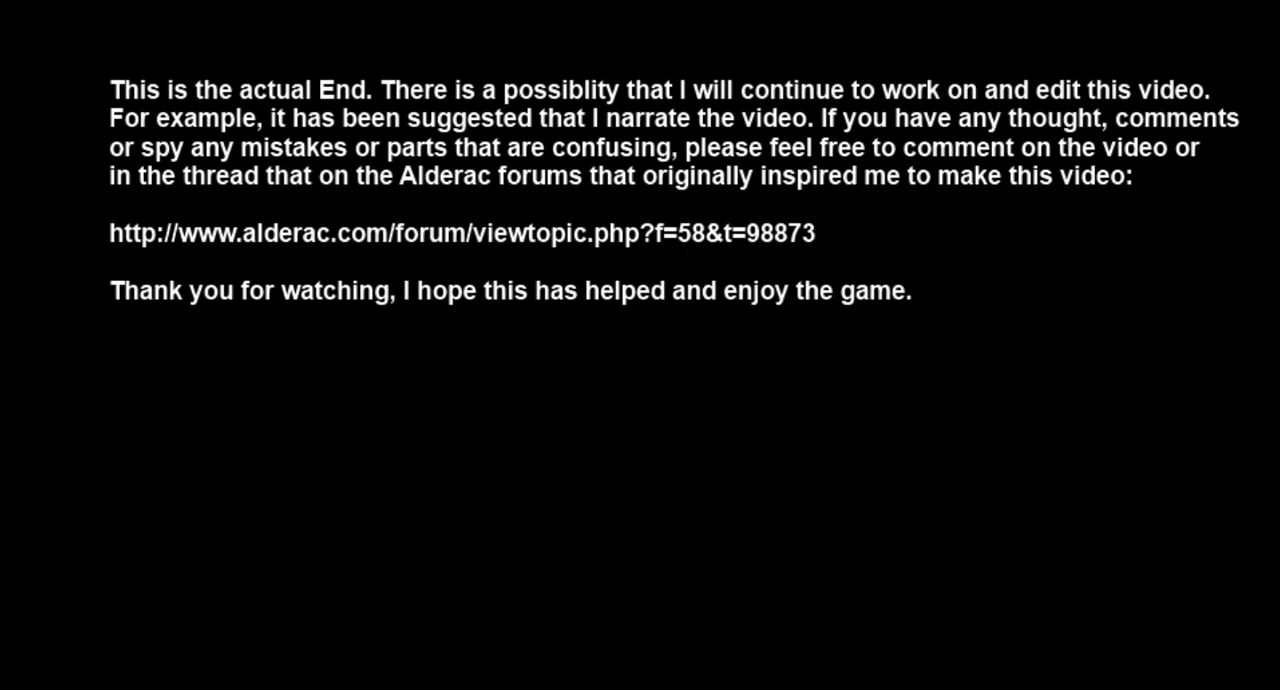 This is the actual End. There is a possiblity that I will continue to work on and edit this video.
For example, it has been suggested that I narrate the video. If you have any thought, comments
or spy any mistakes or parts that are confusing, please feel free to comment on the video or
in the thread that on the Alderac forums that originally inspired me to make this video:
http://www.alderac.com/forum/viewtopic.php?f=58&t=98873
Thank you for watching, I hope this has helped and enjoy the game.